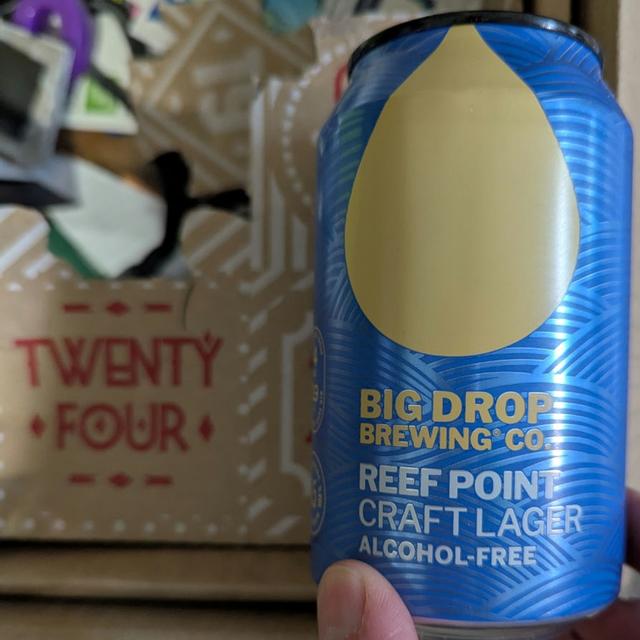 TWENTY
FOUR
BIG DROP
BREWING® CO.
REEF POINT
CRAFT LAGER
ALCOHOL-FREE